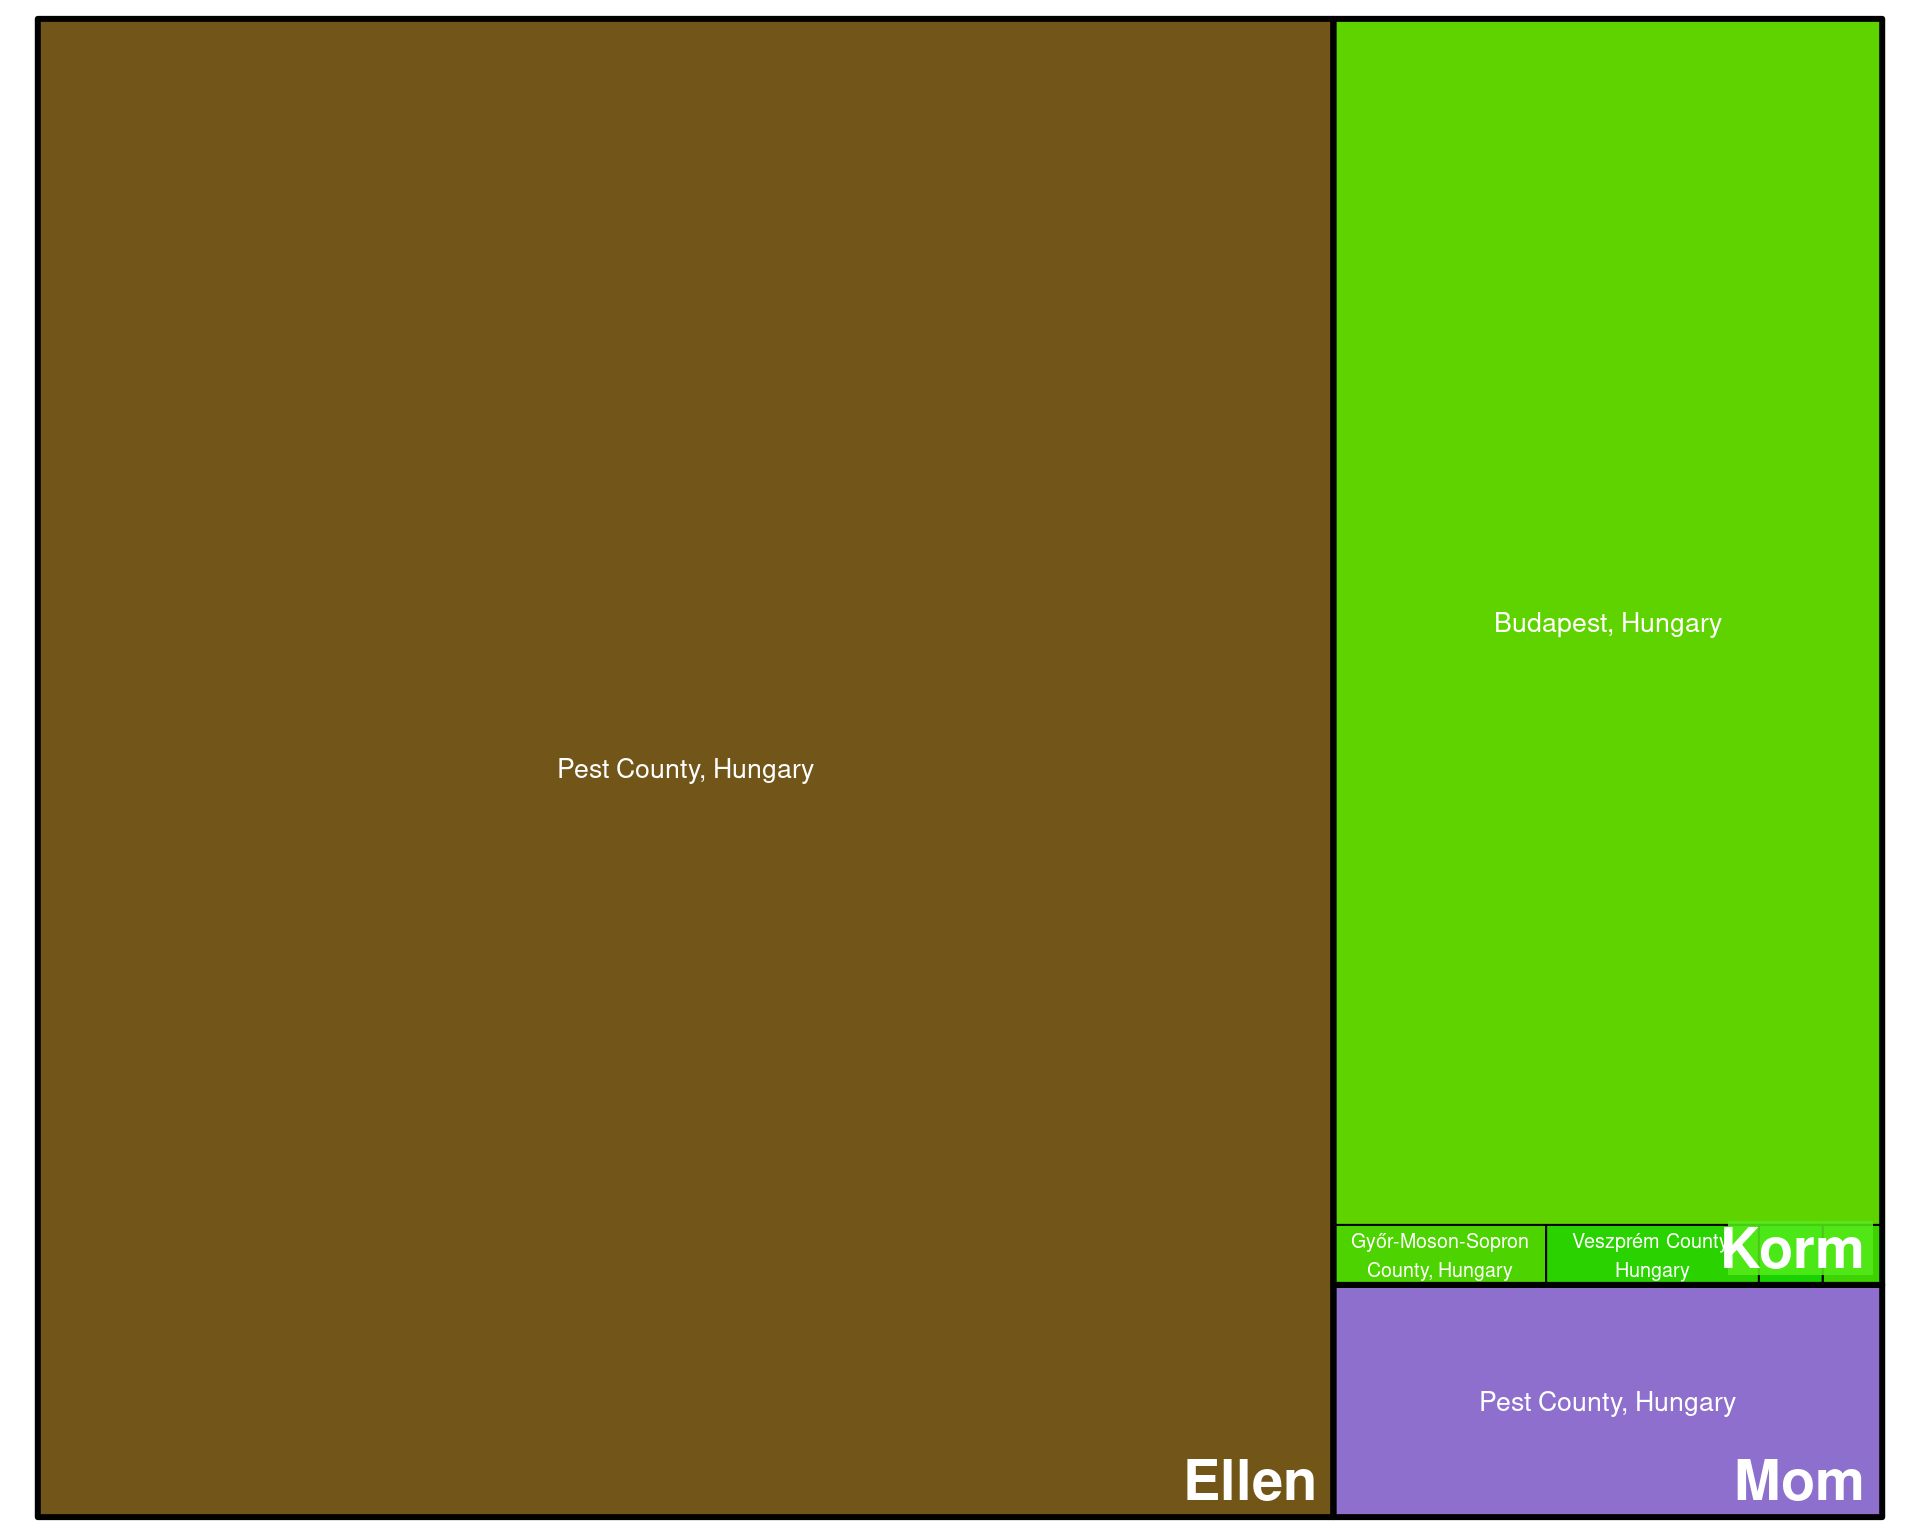 Pest County, Hungary
Ellen
Budapest, Hungary
Győr-Moson-Sopron
County, Hungary
Veszprém County
Hungary
Korm
Pest County, Hungary
Mom